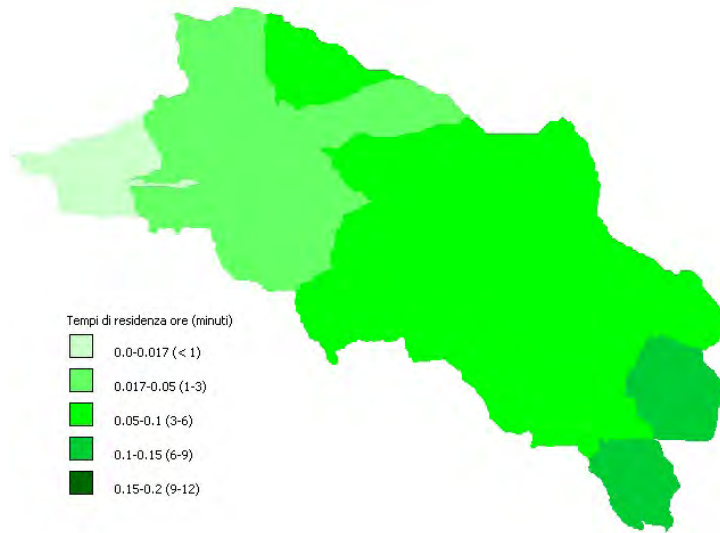 Tempi di residenza ore (minuti)
0.0-0.017 (< 1)
0.017-0.05 (1-3)
0.05-0.1 (3-6)
0.1-0.15 (6-9)
0.15-0.2 (9-12)